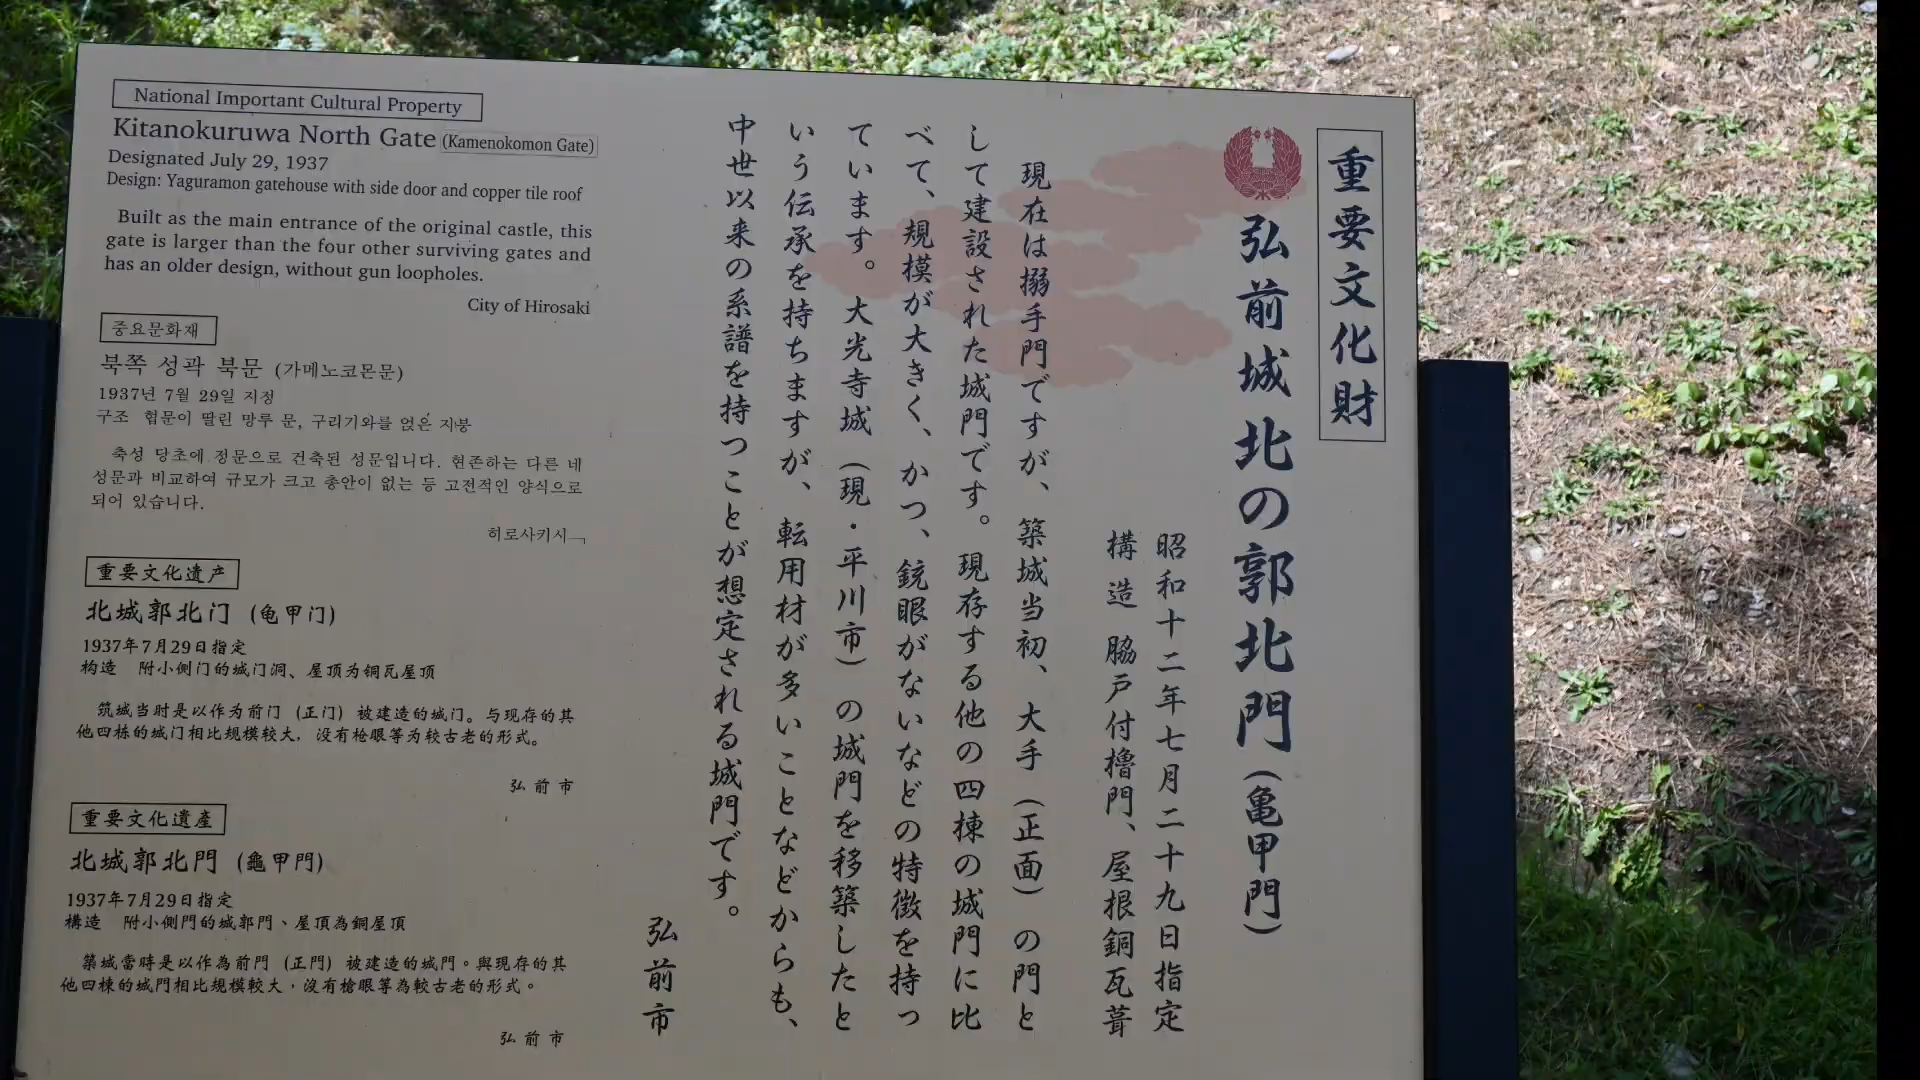 重要文化財
弘前城北の郭北門(亀甲門)
昭和十二年七月二十九日指定
構造 脇戸付櫓門、屋根銅瓦葺
現在は搦手門ですが、築城当初、大手(正面)の門と
して建設された城門です。現存する他の四棟の城門に比
べて、規模が大きく、かつ、銃眼がないなどの特徴を持っ
ています。大光寺城(現・平川市)の城門を移築したと
いう伝承を持ちますが、転用材が多いことなどからも、
中世以来の系譜を持つことが想定される城門です。
弘前市
National Important Cultural Property
Kitanokuruwa North Gate (Kamenokomon Gate)
Designated July 29, 1937
Design: Yaguramon gatehouse with side door and copper tile roof
Built as the main entrance of the original castle, this
gate is larger than the four other surviving gates and
has an older design, without gun loopholes.
City of Hirosaki
중요문화재
북쪽 성곽 북문 (가메노코몬문)
1937년 7월 29일 지정
구조 협문이 딸린 망루 문, 구리기와를 얹은 지붕
축성 당초에 정문으로 건축된 성문입니다. 현존하는 다른 네
성문과 비교하여 규모가 크고 총안이 없는 등 고전적인 양식으로
되어 있습니다.
히로사키시
重要文化遗产
北城郭北门 (龟甲门)
1937年7月29日指定
构造 附小侧门的城门洞、屋顶为铜瓦屋顶
筑城当时是以作为前门 (正门) 被建造的城门。与现存的其
他四栋的城门相比规模较大，没有枪眼等为较古老的形式。
弘前市
重要文化遺產
北城郭北門 (龜甲門)
1937年7月29日指定
構造 附小側門的城郭門、屋頂為銅屋頂
築城當時是以作為前門 (正門) 被建造的城門。與現存的其
他四棟的城門相比規模較大，沒有槍眼等為較古老的形式。
弘前市